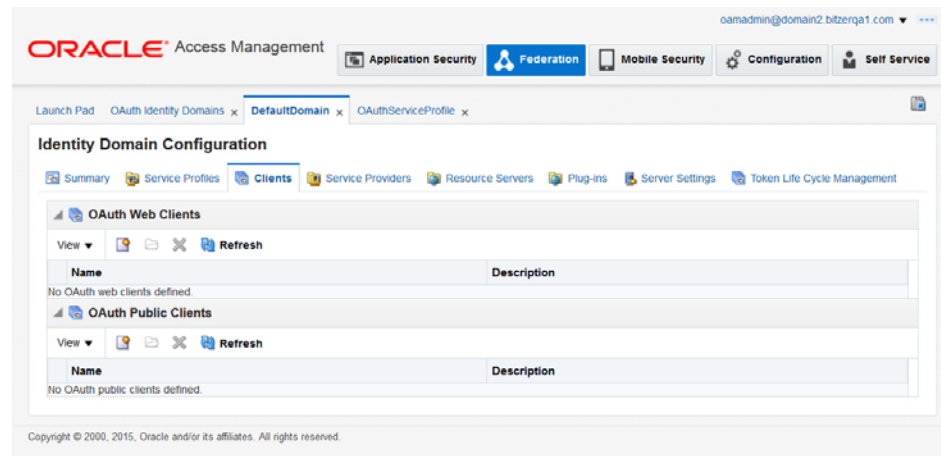 oamadmin@domain2.bitzerqa1.com
ORACLE Access Management
Application Security Federation Mobile Security Configuration Self Service
Launch Pad OAuth Identity Domains x DefaultDomain x OAuthServiceProfile x
Identity Domain Configuration
Summary Service Profiles Clients Service Providers Resource Servers Plug-ins Server Settings Token Life Cycle Management
OAuth Web Clients
View Refresh
Name Description
No OAuth web clients defined.
OAuth Public Clients
View Refresh
Name Description
No OAuth public clients defined.
Copyright © 2000, 2015, Oracle and/or its affiliates. All rights reserved.